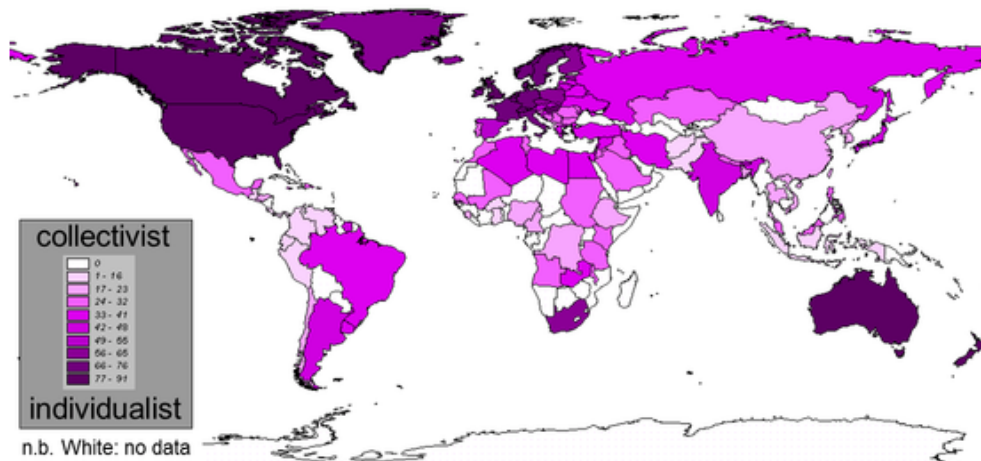 collectivist
0
1 - 16
17 - 23
24 - 32
33 - 41
42 - 48
49 - 55
56 - 65
66 - 76
77 - 91
individualist
n.b. White: no data